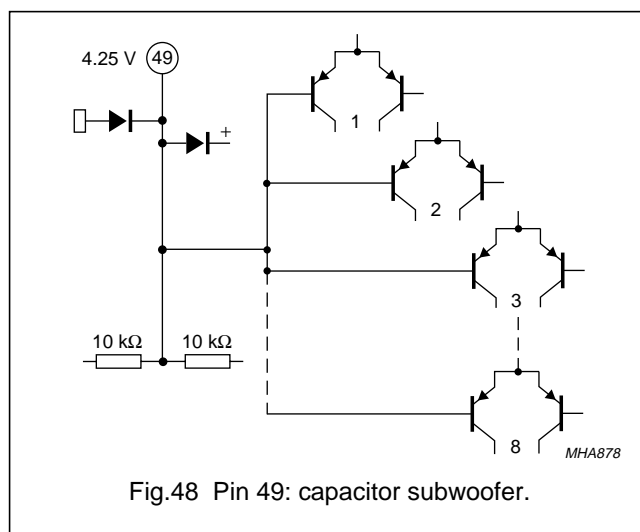 4.25 V 49
+
1
2
3
10 kΩ 10 kΩ
8
MHA878
Fig.48 Pin 49: capacitor subwoofer.